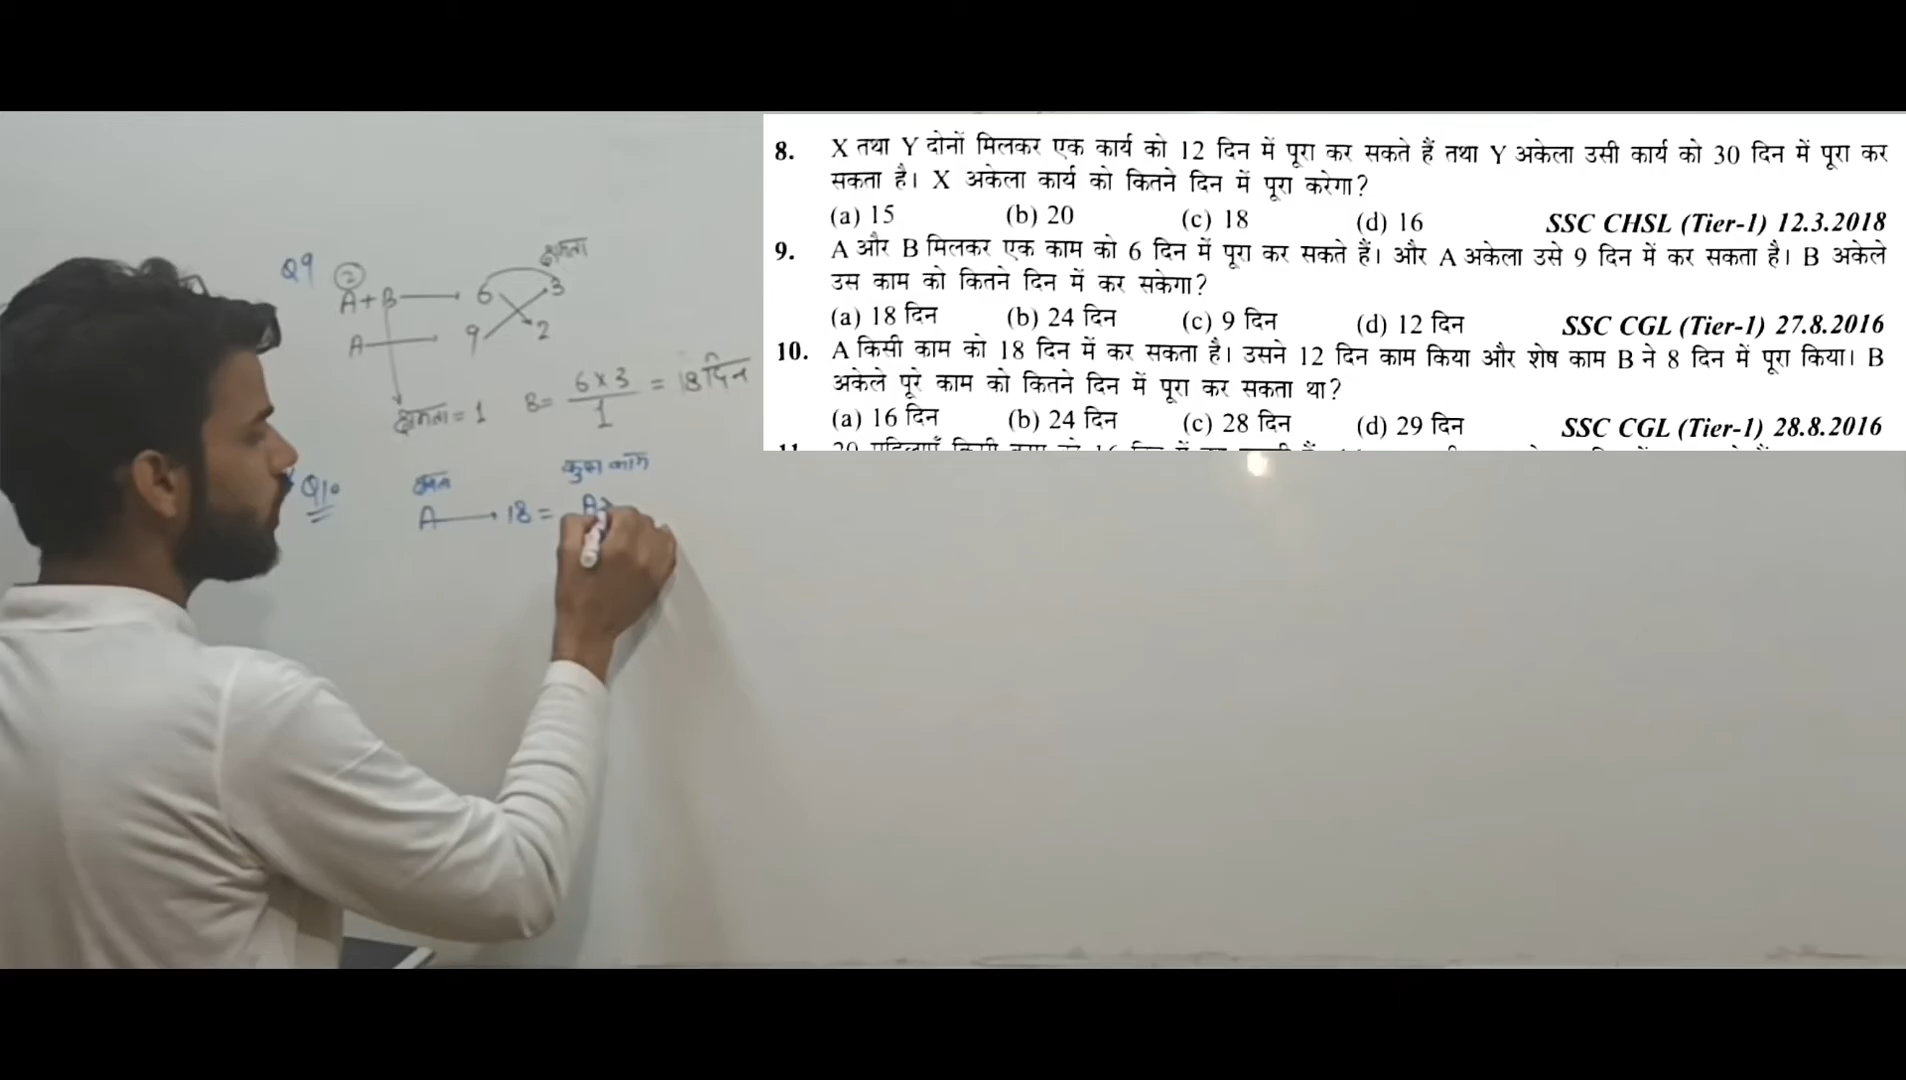 8. X तथा Y दोनों मिलकर एक कार्य को 12 दिन में पूरा कर सकते हैं तथा Y अकेला उसी कार्य को 30 दिन में पूरा कर
सकता है। X अकेला कार्य को कितने दिन में पूरा करेगा?
(a) 15 (b) 20 (c) 18 (d) 16 SSC CHSL (Tier-1) 12.3.2018
9. A और B मिलकर एक काम को 6 दिन में पूरा कर सकते हैं। और A अकेला उसे 9 दिन में कर सकता है। B अकेले
उस काम को कितने दिन में कर सकेगा?
(a) 18 दिन (b) 24 दिन (c) 9 दिन (d) 12 दिन SSC CGL (Tier-1) 27.8.2016
10. A किसी काम को 18 दिन में कर सकता है। उसने 12 दिन काम किया और शेष काम B ने 8 दिन में पूरा किया। B
अकेले पूरे काम को कितने दिन में पूरा कर सकता था?
(a) 16 दिन (b) 24 दिन (c) 28 दिन (d) 29 दिन SSC CGL (Tier-1) 28.8.2016
Q9
क्षमता
A+B 6 3
A 9 2
क्षमता = 1
B = 6 × 3 / 1 = 18 दिन
Q10
कुल काम
A 18 =